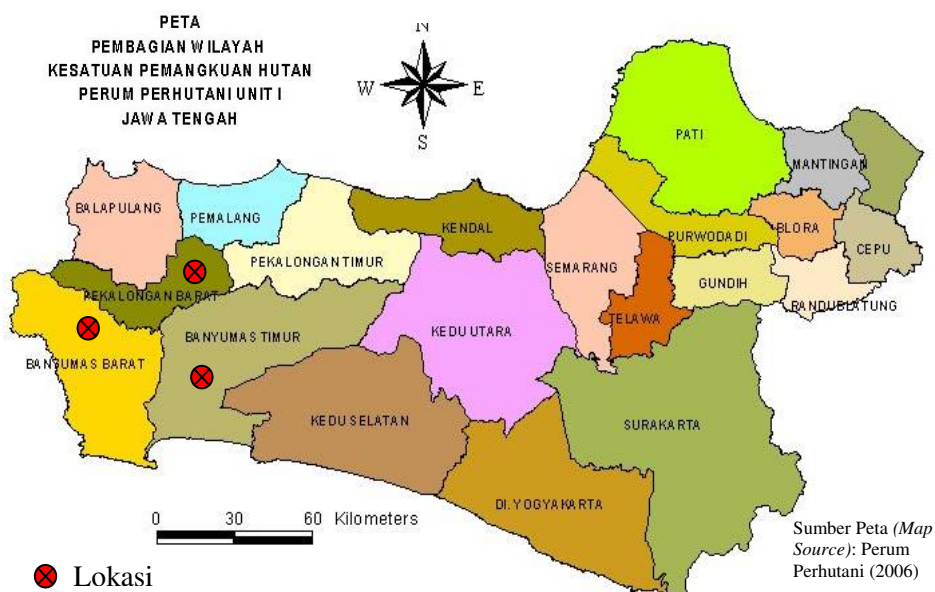 PETA
PEMBAGIAN WILAYAH
KESATUAN PEMANGKUAN HUTAN
PERUM PERHUTANI UNIT I
JAWA TENGAH
N
W
E
S
PATI
MANTINGAN
BALAPULANG
PEMALANG
KENDAL
PURWODADI
BLORA
CEPU
PEKALONGAN TIMUR
SEMARANG
GUNDIH
PEKALONGAN BARAT
RANDUBLATUNG
TELAWA
BANYUMAS TIMUR
KEDU UTARA
BANYUMAS BARAT
KEDU SELATAN
SURAKARTA
DI.YOGYAKARTA
0 30 60 Kilometers
Sumber Peta (Map
Source): Perum
Perhutani (2006)
Lokasi